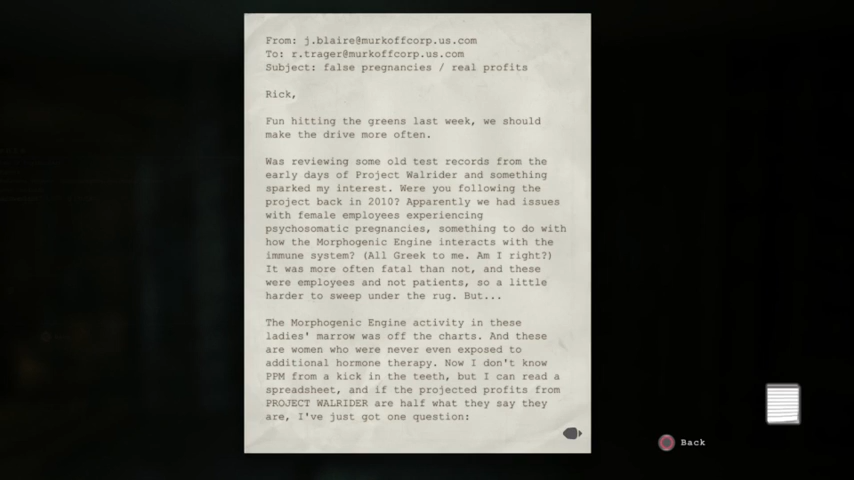 From: j.blaire@murkoffcorp.us.com
To: r.trager@murkoffcorp.us.com
Subject: false pregnancies / real profits
Rick,
Fun hitting the greens last week, we should
make the drive more often.
Was reviewing some old test records from the
early days of Project Walrider and something
sparked my interest. Were you following the
project back in 2010? Apparently we had issues
with female employees experiencing
psychosomatic pregnancies, something to do with
how the Morphogenic Engine interacts with the
immune system? (All Greek to me. Am I right?)
It was more often fatal than not, and these
were employees and not patients, so a little
harder to sweep under the rug. But...
The Morphogenic Engine activity in these
ladies' marrow was off the charts. And these
are women who were never even exposed to
additional hormone therapy. Now I don't know
PPM from a kick in the teeth, but I can read a
spreadsheet, and if the projected profits from
PROJECT WALRIDER are half what they say they
are, I've just got one question:
Back